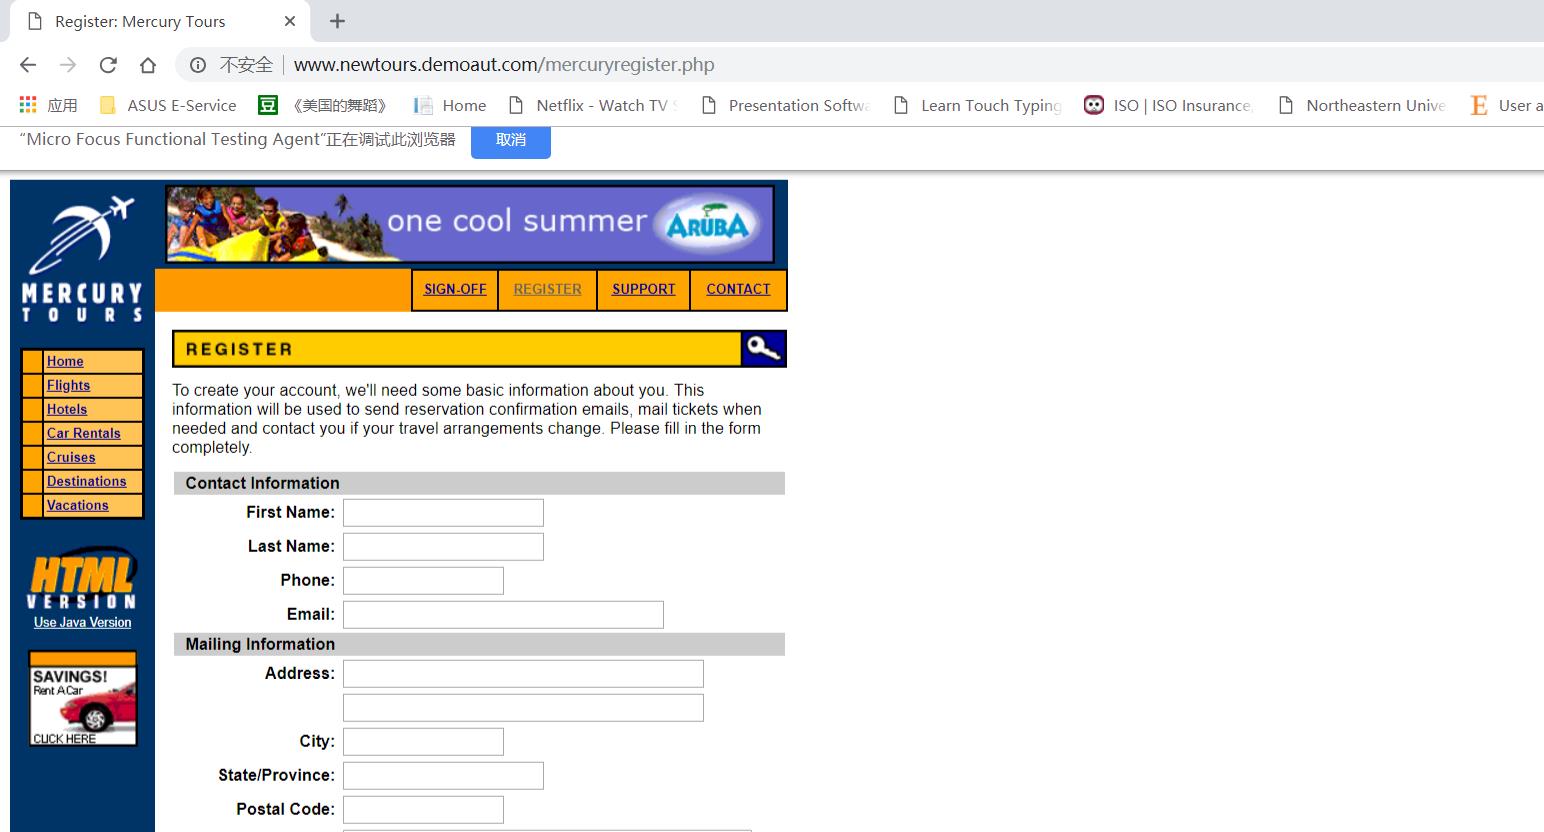 Register: Mercury Tours
不安全 www.newtours.demoaut.com/mercuryregister.php
应用 ASUS E-Service 豆 《美国的舞蹈》 Home Netflix - Watch TV S Presentation Softwa Learn Touch Typing ISO | ISO Insurance, Northeastern Unive E User a
“Micro Focus Functional Testing Agent”正在调试此浏览器 取消
MERCURY
TOURS
one cool summer ARUBA
SIGN-OFF REGISTER SUPPORT CONTACT
Home
Flights
Hotels
Car Rentals
Cruises
Destinations
Vacations
HTML
VERSION
Use Java Version
SAVINGS!
Rent A Car
CLICK HERE
REGISTER
To create your account, we'll need some basic information about you. This
information will be used to send reservation confirmation emails, mail tickets when
needed and contact you if your travel arrangements change. Please fill in the form
completely.
Contact Information
First Name:
Last Name:
Phone:
Email:
Mailing Information
Address:
City:
State/Province:
Postal Code: